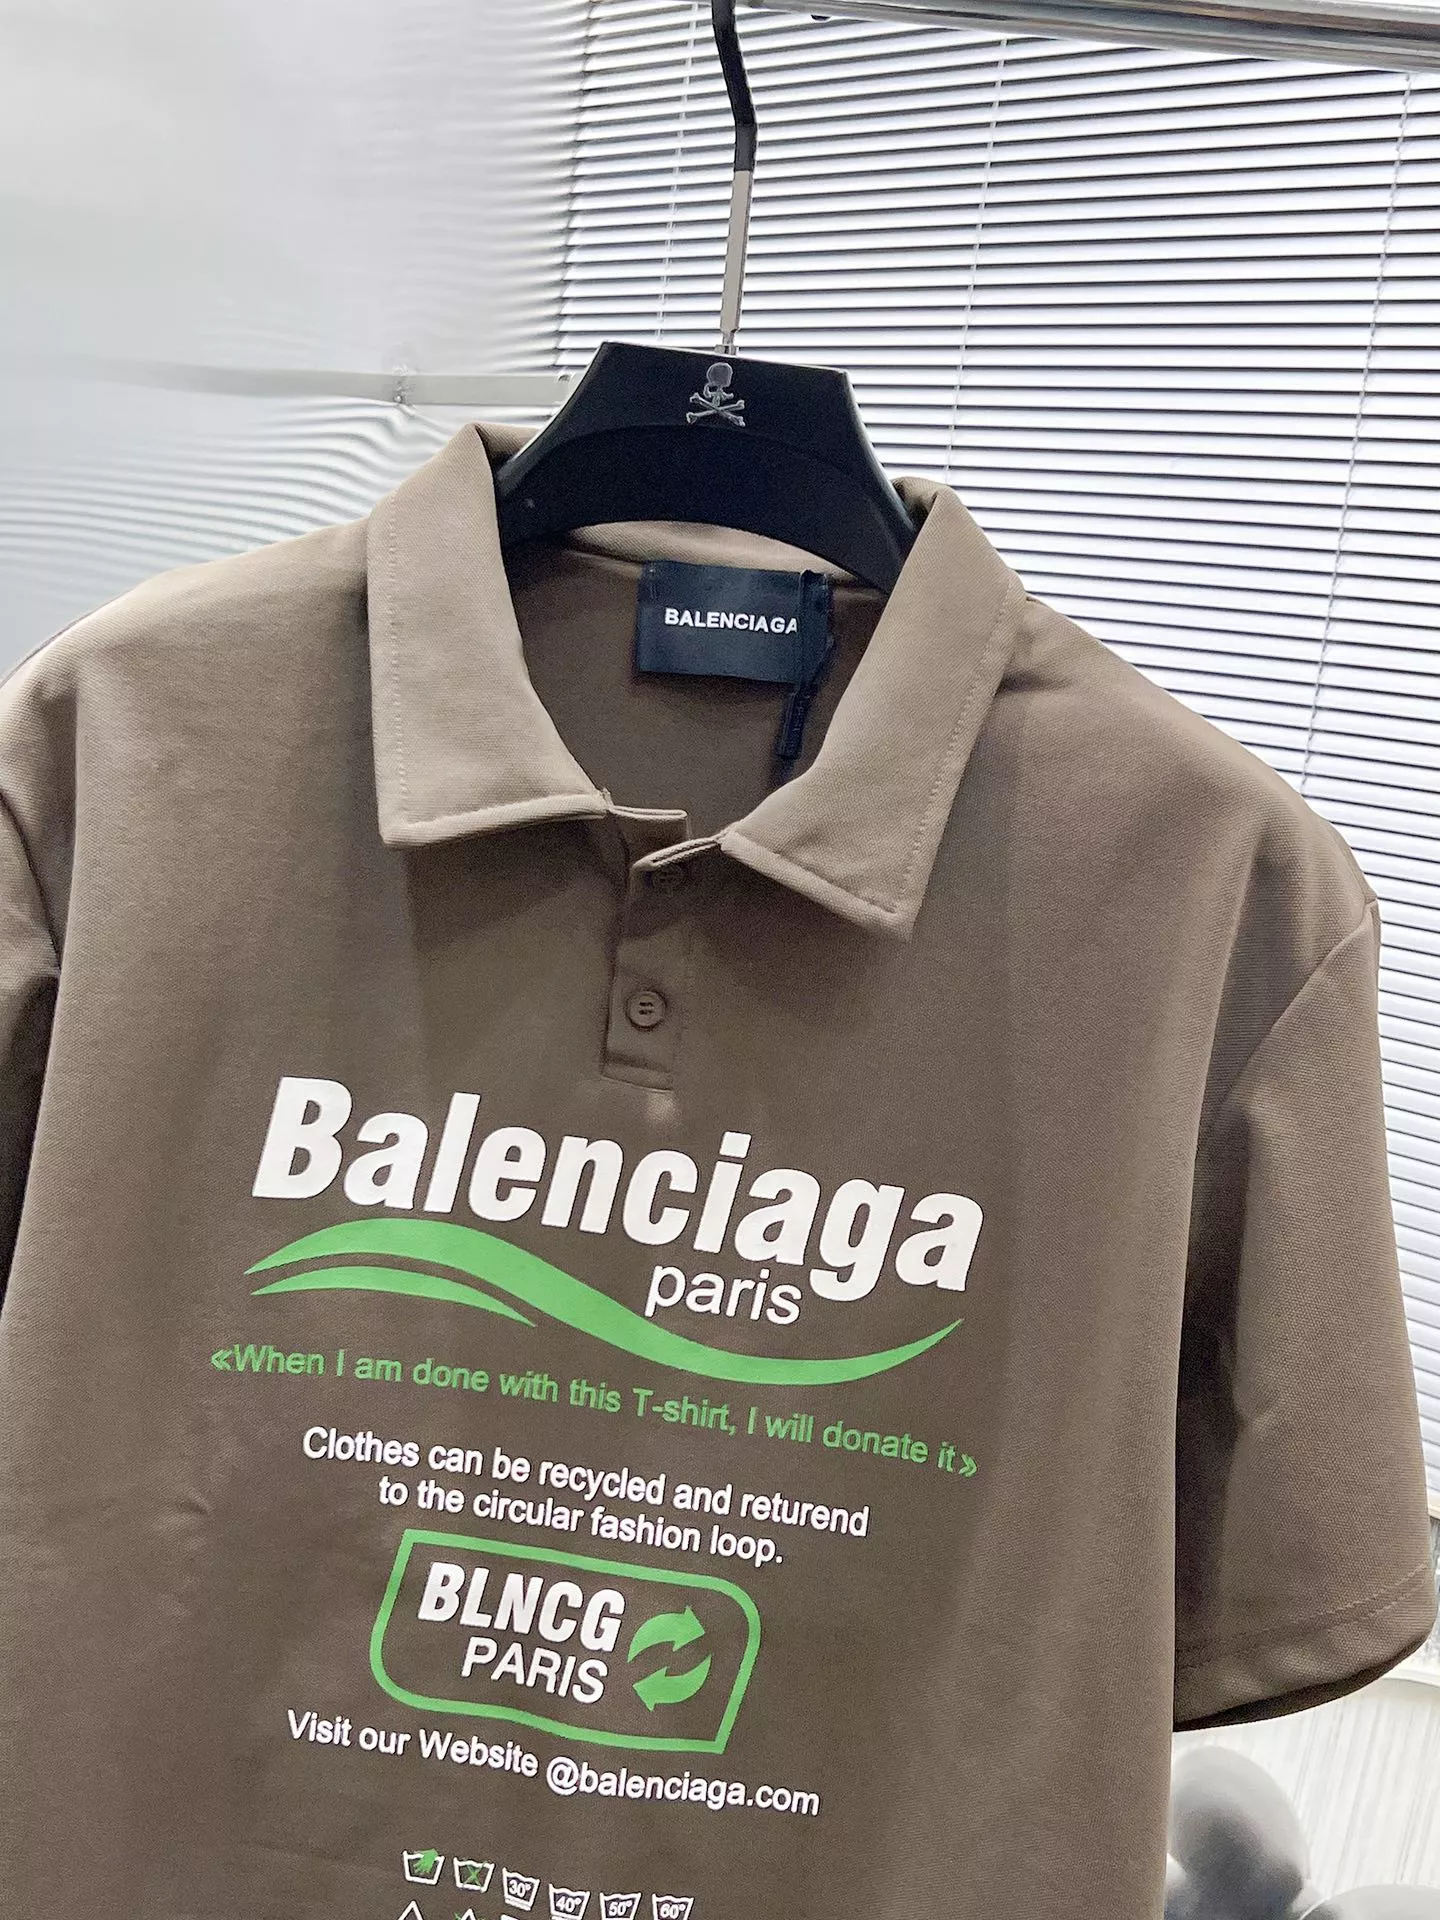 BALENCIAGA
Balenciaga
paris
«When I am done with this T-shirt, I will donate it»
Clothes can be recycled and returend
to the circular fashion loop.
BLNCG
PARIS
Visit our Website @balenciaga.com
30° 40° 50° 60°